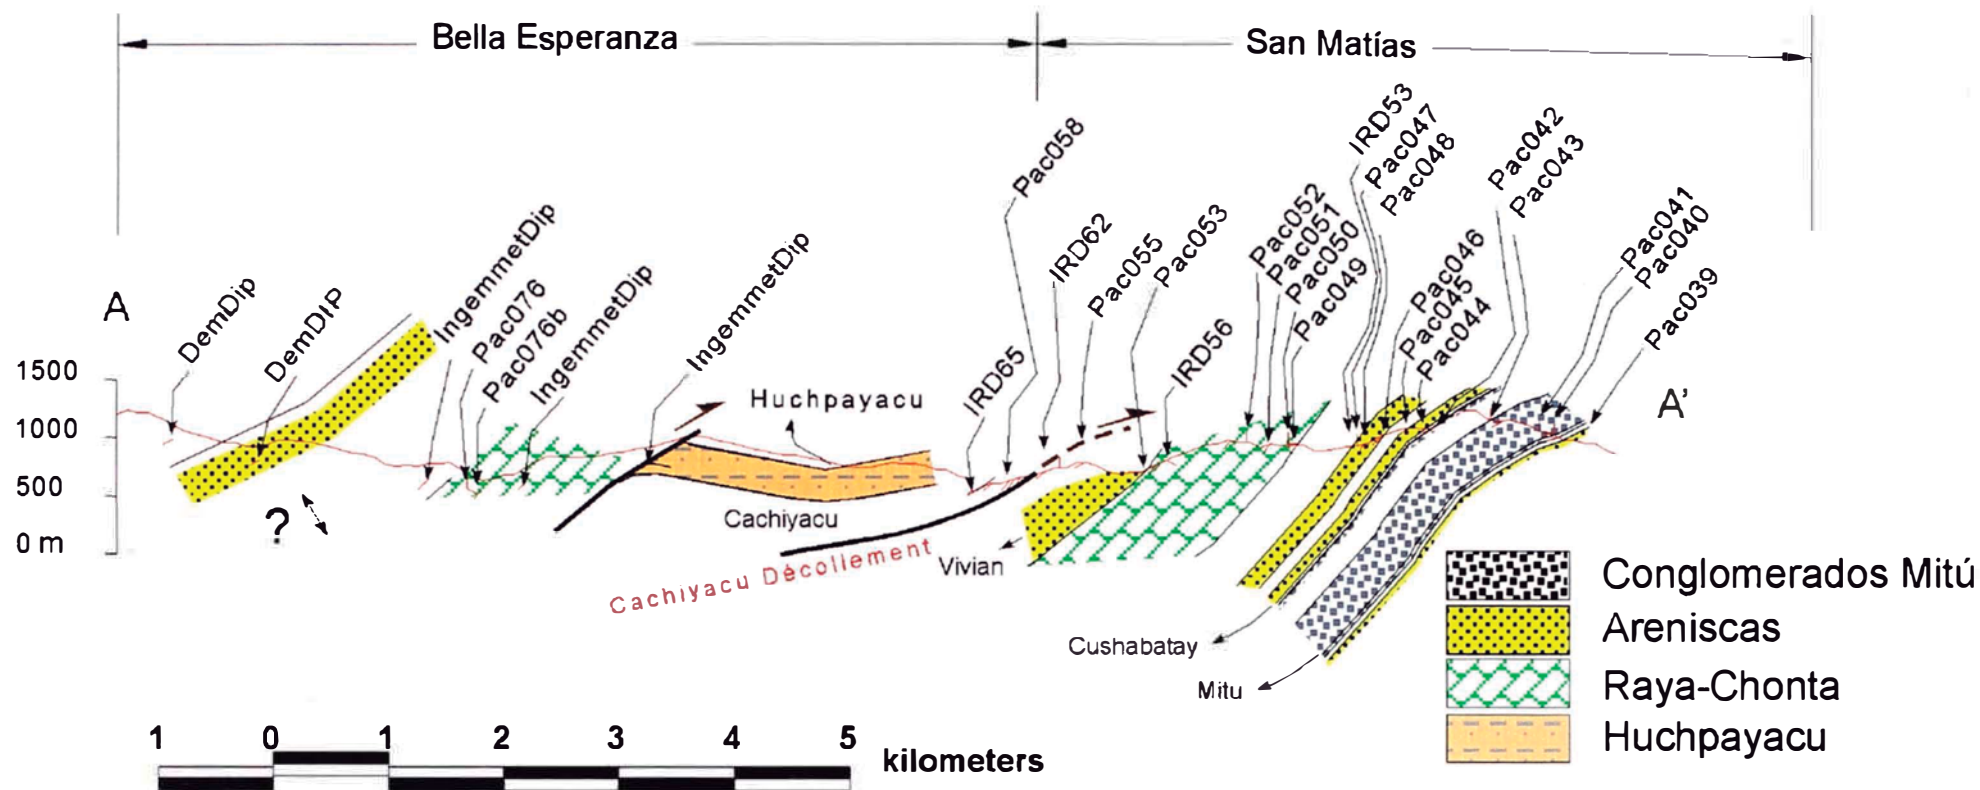 Bella Esperanza
San Matías
A
A'
DemDip
DemDIP
IngemmetDip
Pac076
Pac076b
IngemmetDip
IngemmetDip
Huchpayacu
IRD65
Pac058
IRD62
Pac055
Pac053
IRD56
Pac052
Pac051
Pac050
Pac049
IRD53
Pac047
Pac048
Pac046
Pac045
Pac044
Pac042
Pac043
Pac041
Pac040
Pac039
1500
1000
500
0 m
?
Cachiyacu
Cachiyacu Décollement
Vivian
Cushabatay
Mitu
Conglomerados Mitú
Areniscas
Raya-Chonta
Huchpayacu
1 0 1 2 3 4 5
kilometers